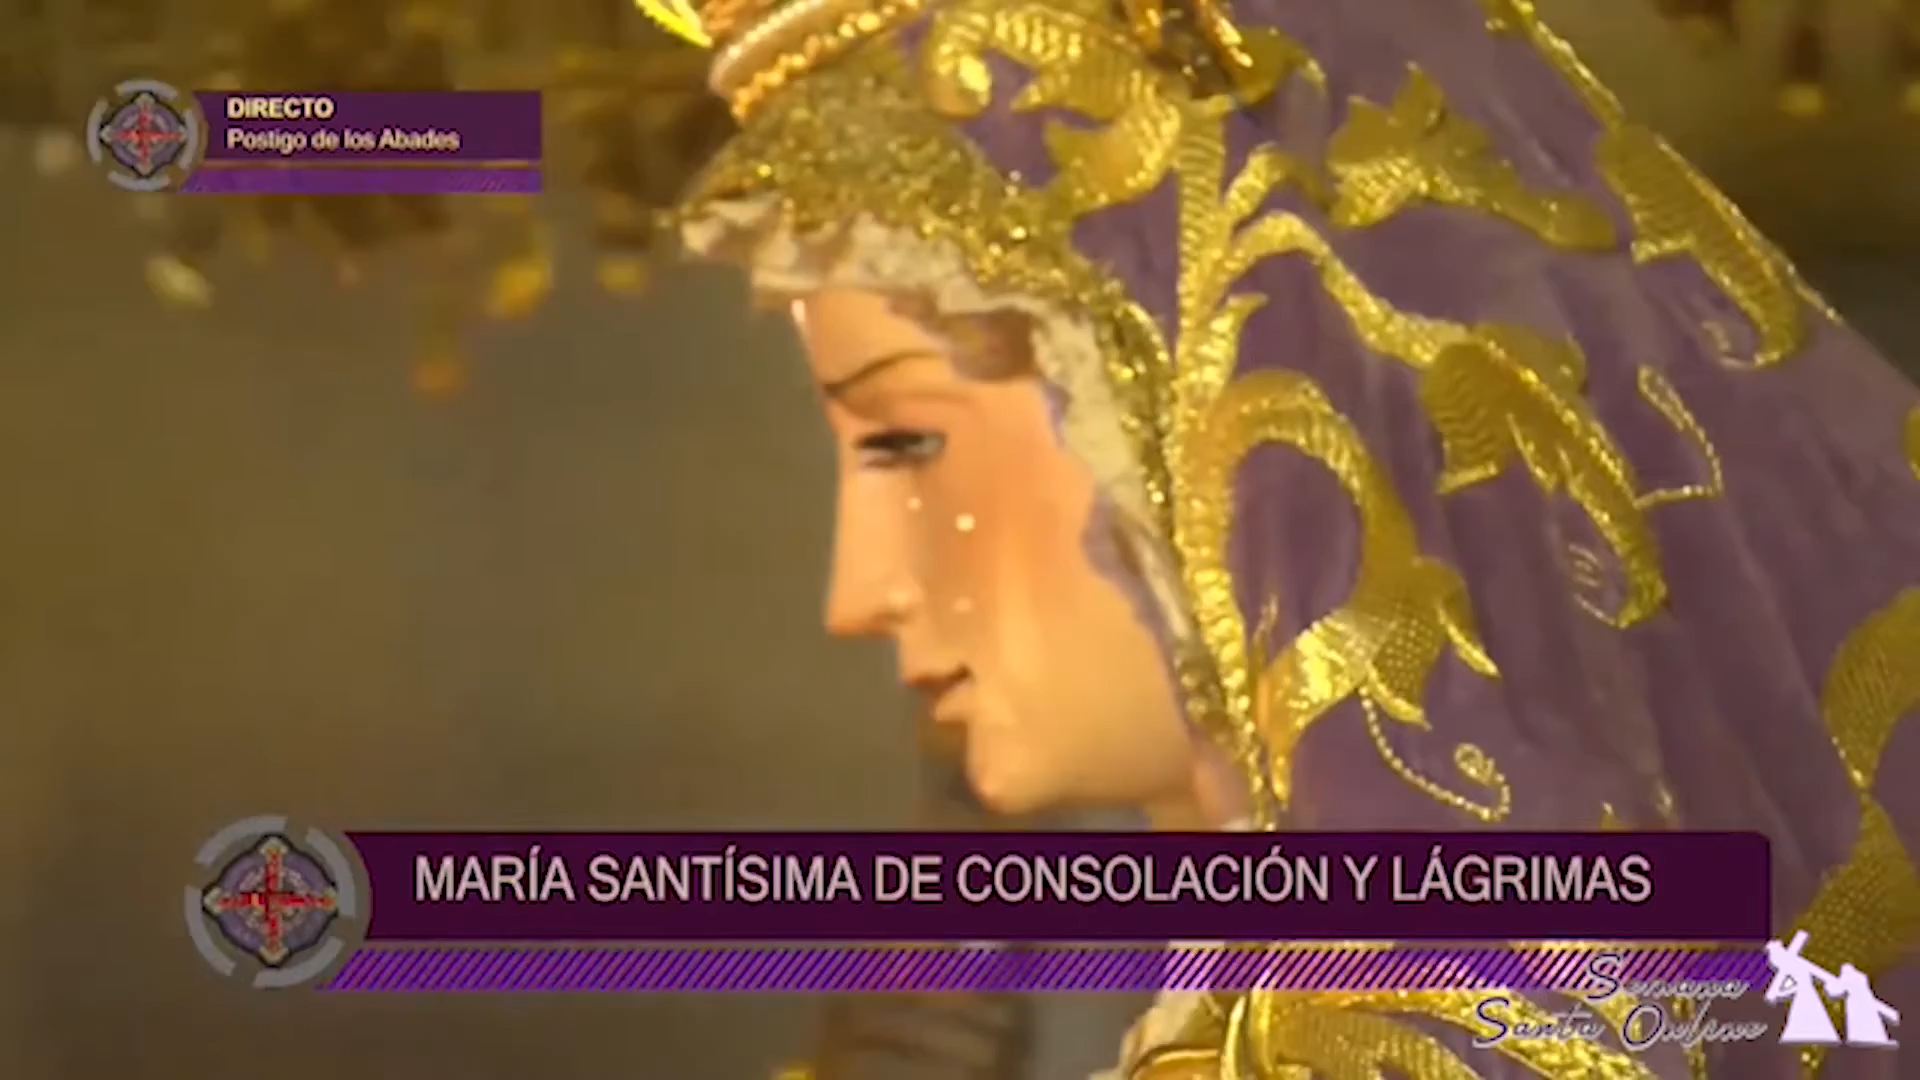 DIRECTO
Postigo de los Abades
MARÍA SANTÍSIMA DE CONSOLACIÓN Y LÁGRIMAS
Semana
Santa Online